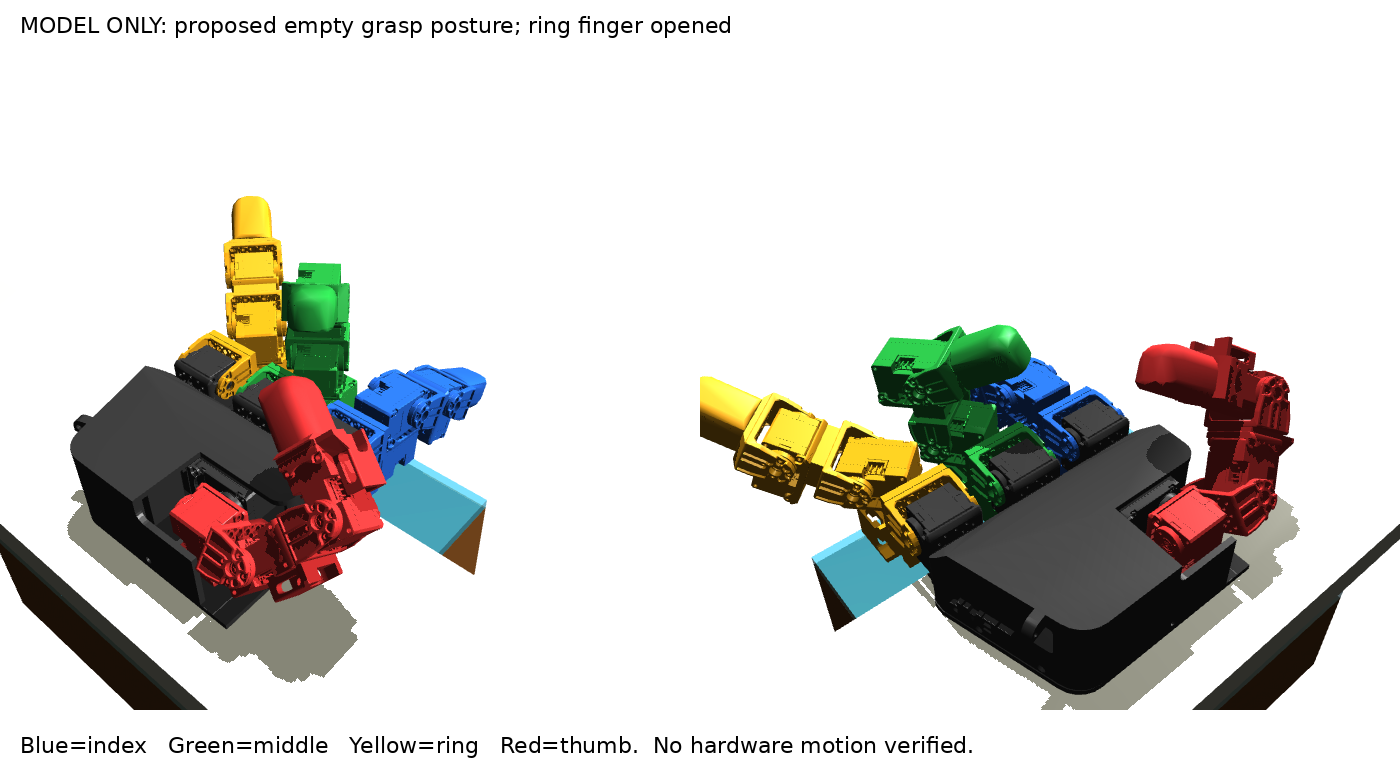 MODEL ONLY: proposed empty grasp posture; ring finger opened
Blue=index   Green=middle   Yellow=ring   Red=thumb.  No hardware motion verified.